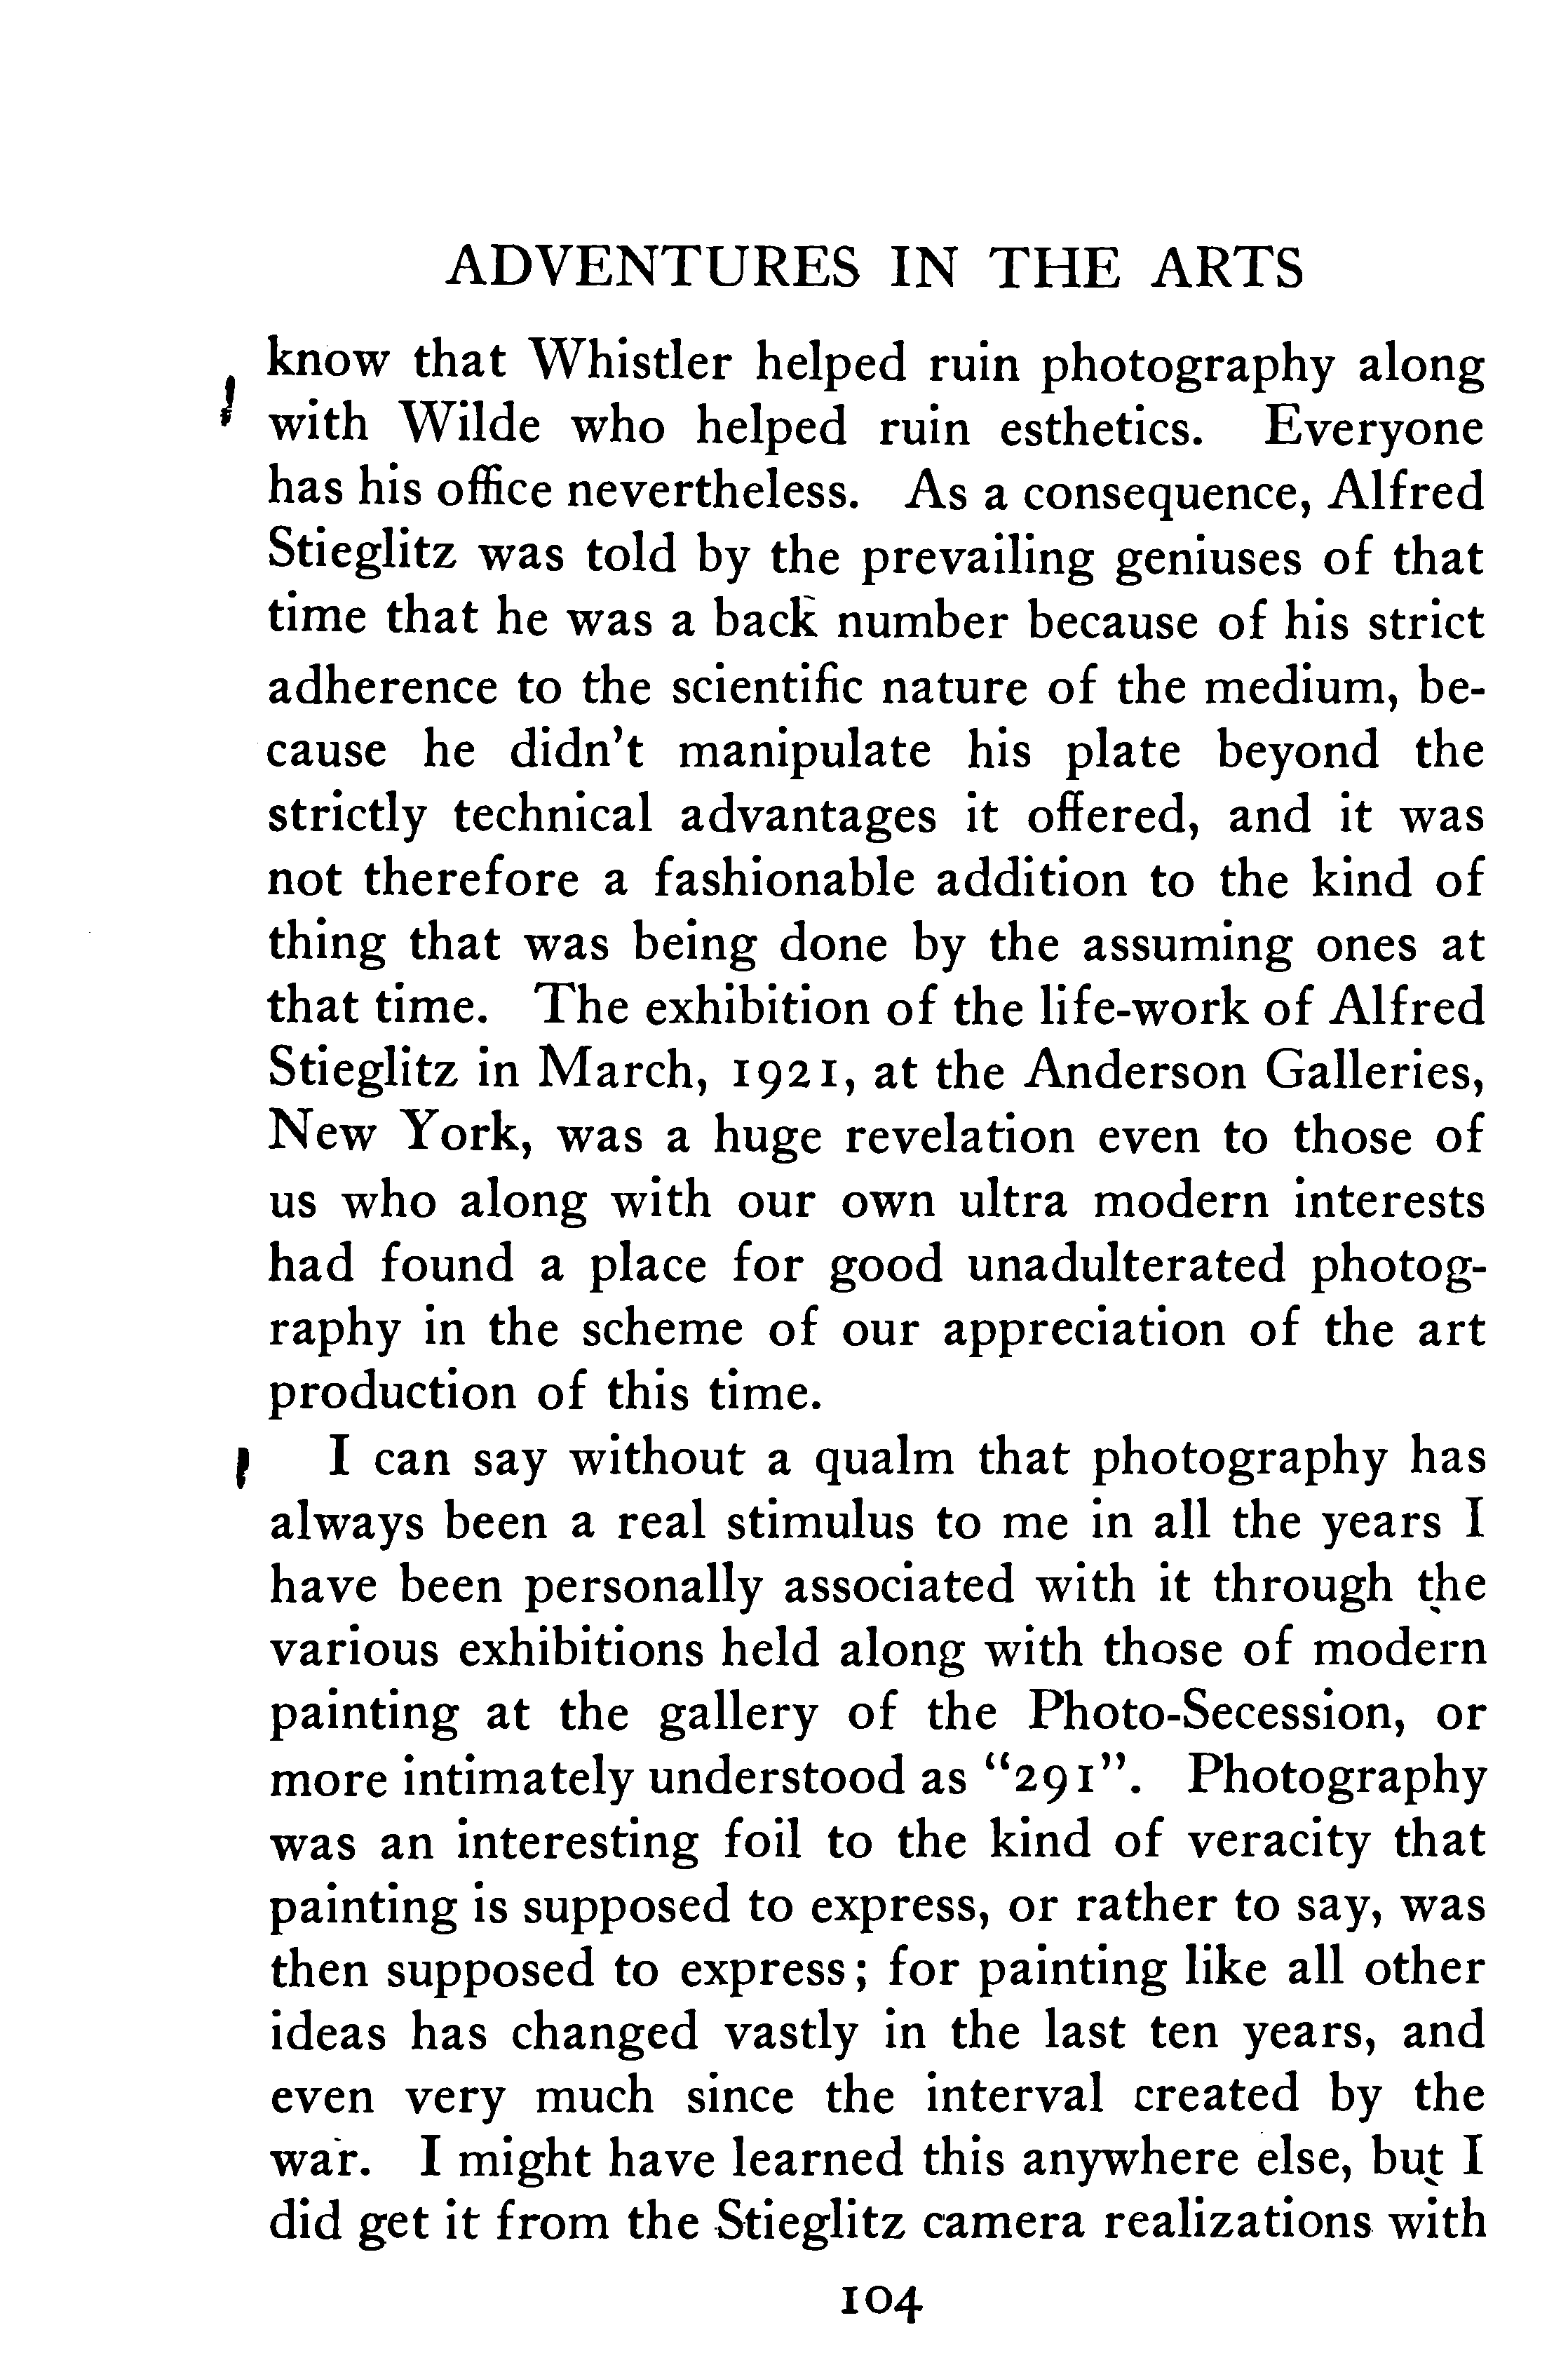 ADVENTURES IN THE ARTS
know that Whistler helped ruin photography along
with Wilde who helped ruin esthetics. Everyone
has his office nevertheless. As a consequence, Alfred
Stieglitz was told by the prevailing geniuses of that
time that he was a back number because of his strict
adherence to the scientific nature of the medium, be-
cause he didn't manipulate his plate beyond the
strictly technical advantages it offered, and it was
not therefore a fashionable addition to the kind of
thing that was being done by the assuming ones at
that time. The exhibition of the life-work of Alfred
Stieglitz in March, 1921, at the Anderson Galleries,
New York, was a huge revelation even to those of
us who along with our own ultra modern interests
had found a place for good unadulterated photog-
raphy in the scheme of our appreciation of the art
production of this time.
I can say without a qualm that photography has
always been a real stimulus to me in all the years I
have been personally associated with it through the
various exhibitions held along with those of modern
painting at the gallery of the Photo-Secession, or
more intimately understood as "291". Photography
was an interesting foil to the kind of veracity that
painting is supposed to express, or rather to say, was
then supposed to express; for painting like all other
ideas has changed vastly in the last ten years, and
even very much since the interval created by the
war. I might have learned this anywhere else, but I
did get it from the Stieglitz camera realizations with
104